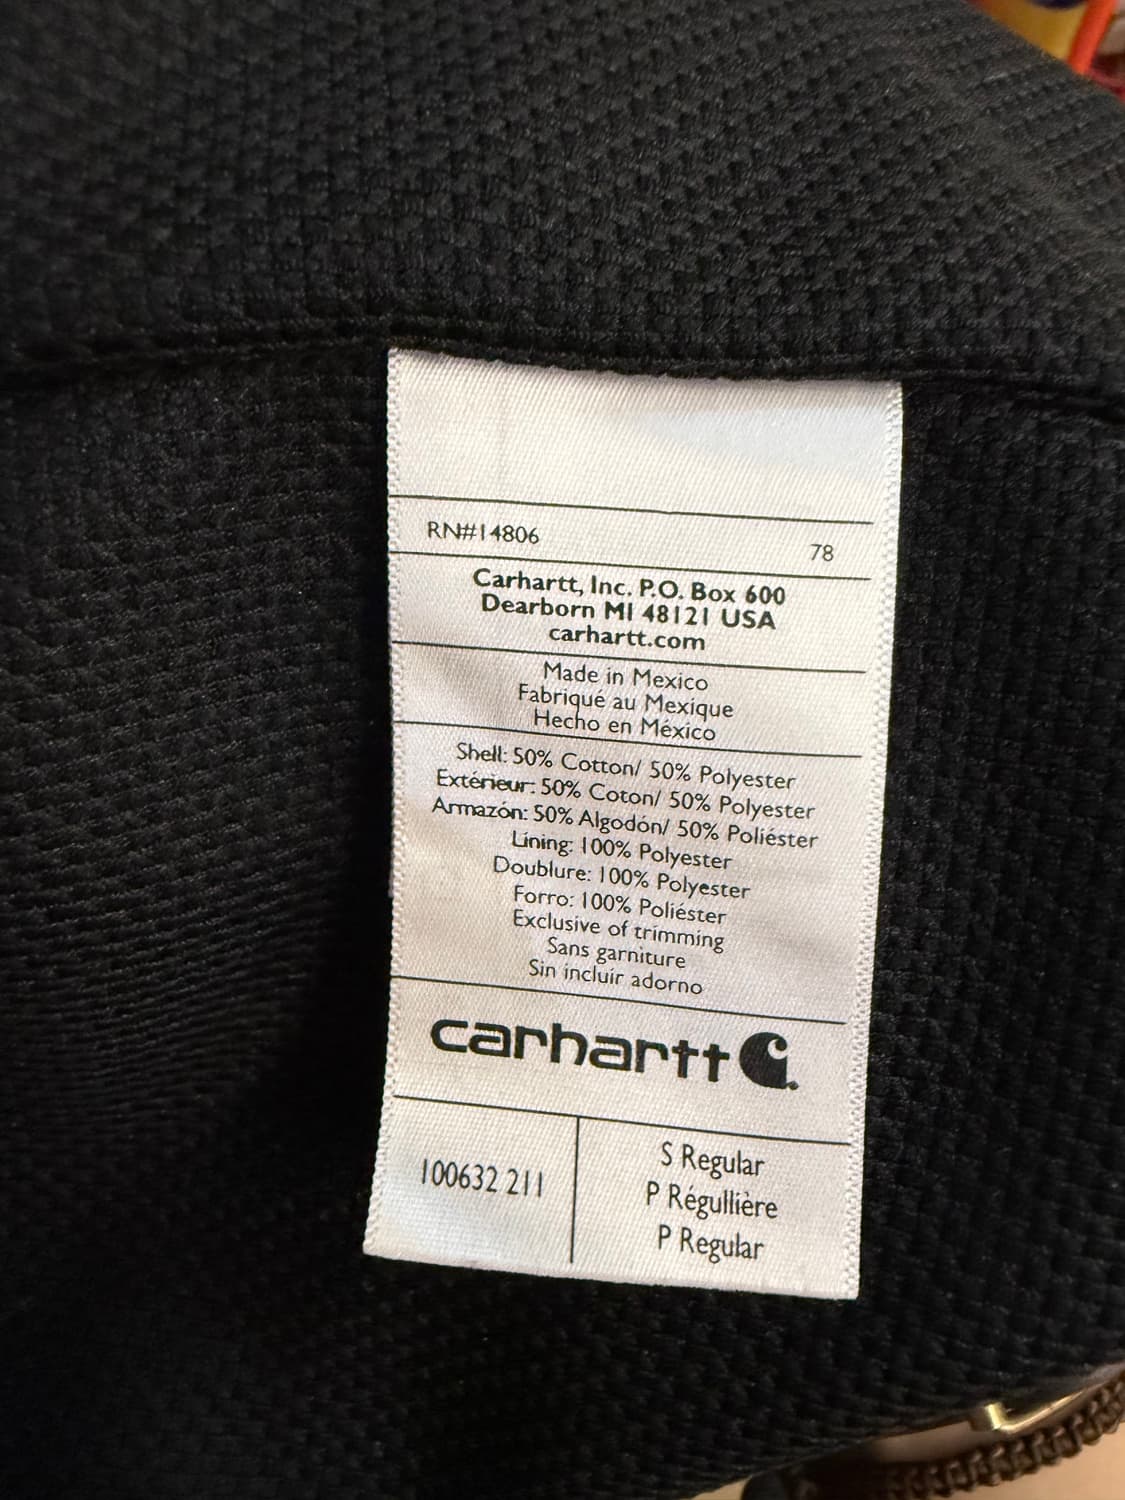 RN#14806 78
Carhartt, Inc. P.O. Box 600
Dearborn MI 48121 USA
carhartt.com
Made in Mexico
Fabriqué au Mexique
Hecho en México
Shell: 50% Cotton/ 50% Polyester
Extérieur: 50% Coton/ 50% Polyester
Armazón: 50% Algodón/ 50% Poliéster
Lining: 100% Polyester
Doublure: 100% Polyester
Forro: 100% Poliéster
Exclusive of trimming
Sans garniture
Sin incluír adorno
carhartt
100632 211
S Regular
P Régullière
P Regular